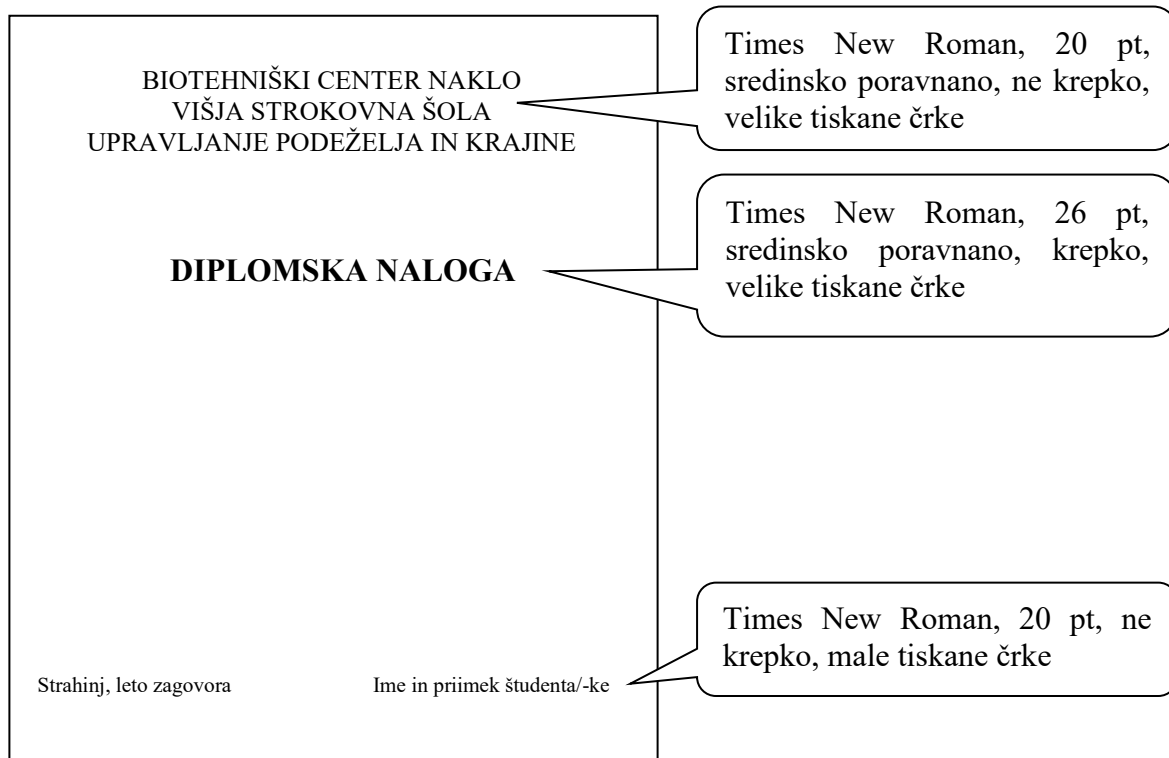 BIOTEHNIŠKI CENTER NAKLO
VIŠJA STROKOVNA ŠOLA
UPRAVLJANJE PODEŽELJA IN KRAJINE
Times New Roman, 20 pt,
sredinsko poravnano, ne krepko,
velike tiskane črke
DIPLOMSKA NALOGA
Times New Roman, 26 pt,
sredinsko poravnano, krepko,
velike tiskane črke
Strahinj, leto zagovora
Ime in priimek študenta/-ke
Times New Roman, 20 pt, ne
krepko, male tiskane črke